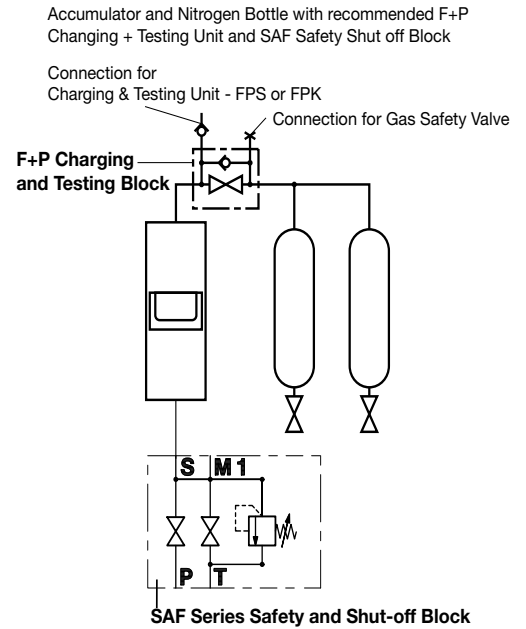 Accumulator and Nitrogen Bottle with recommended F+P
Changing + Testing Unit and SAF Safety Shut off Block
Connection for
Charging & Testing Unit - FPS or FPK
Connection for Gas Safety Valve
F+P Charging
and Testing Block
S M1
P T
SAF Series Safety and Shut-off Block